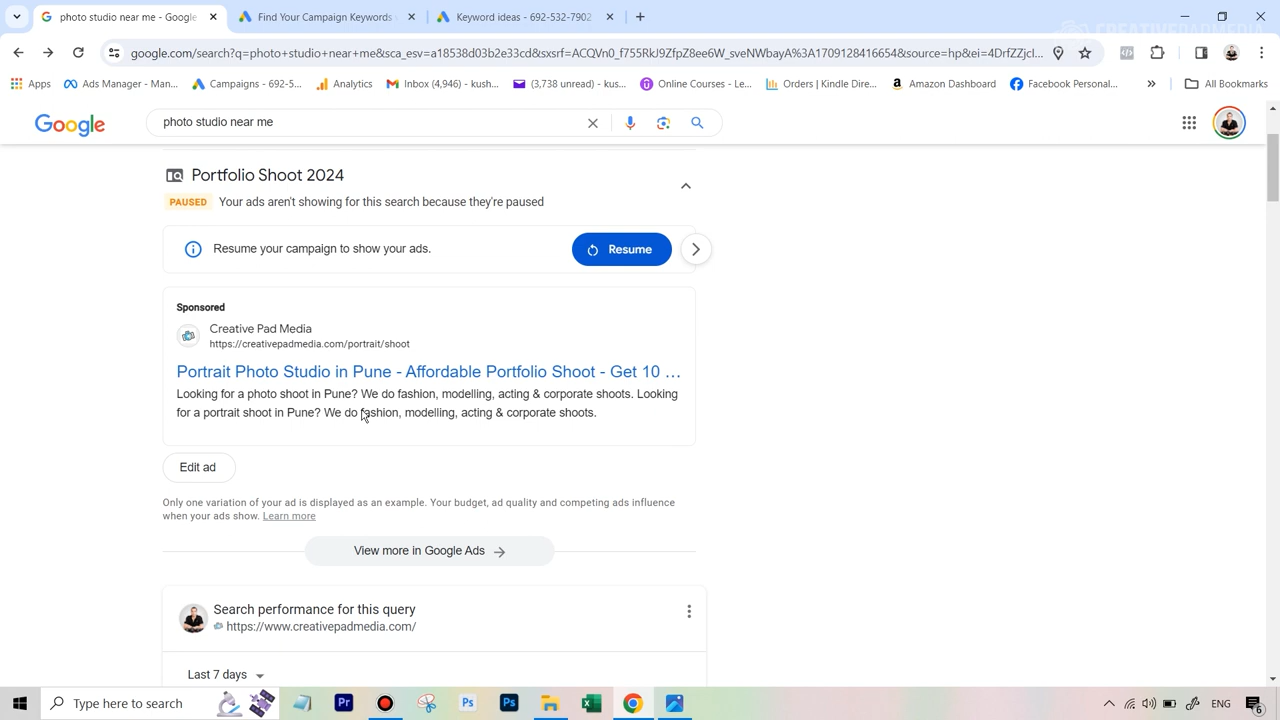 CREATIVEPADMEDIA
photo studio near me - Google
Find Your Campaign Keywords
Keyword ideas - 692-532-7902
google.com/search?q=photo+studio+near+me&sca_esv=a18538d03b2e33cd&sxsrf=ACQVn0_f755RkJ9ZfpZ8ee6W_sveNWbayA%3A1709128416654&source=hp&ei=4DrfZZjcI...
Apps
Ads Manager - Man...
Campaigns - 692-5...
Analytics
Inbox (4,946) - kush...
(3,738 unread) - kus...
Online Courses - Le...
Orders | Kindle Dire...
Amazon Dashboard
Facebook Personal...
All Bookmarks
Google
photo studio near me
Portfolio Shoot 2024
PAUSED Your ads aren't showing for this search because they're paused
Resume your campaign to show your ads.
Resume
Sponsored
Creative Pad Media
https://creativepadmedia.com/portrait/shoot
Portrait Photo Studio in Pune - Affordable Portfolio Shoot - Get 10 ...
Looking for a photo shoot in Pune? We do fashion, modelling, acting & corporate shoots. Looking
for a portrait shoot in Pune? We do fashion, modelling, acting & corporate shoots.
Edit ad
Only one variation of your ad is displayed as an example. Your budget, ad quality and competing ads influence
when your ads show. Learn more
View more in Google Ads
Search performance for this query
https://www.creativepadmedia.com/
Last 7 days
Type here to search
Pr
Ps
Ps
ENG
6